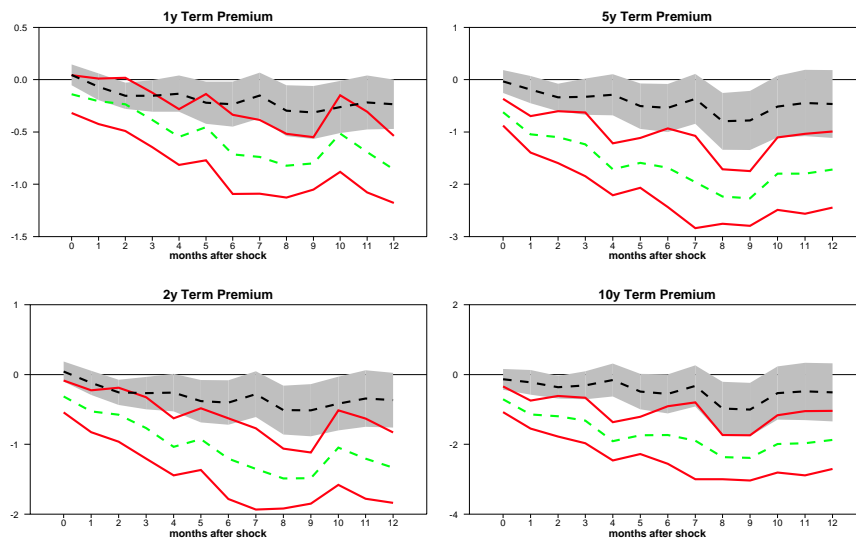 1y Term Premium
0.5
0.0
-0.5
-1.0
-1.5
0 1 2 3 4 5 6 7 8 9 10 11 12
months after shock
5y Term Premium
1
0
-1
-2
-3
0 1 2 3 4 5 6 7 8 9 10 11 12
months after shock
2y Term Premium
1
0
-1
-2
0 1 2 3 4 5 6 7 8 9 10 11 12
months after shock
10y Term Premium
2
0
-2
-4
0 1 2 3 4 5 6 7 8 9 10 11 12
months after shock